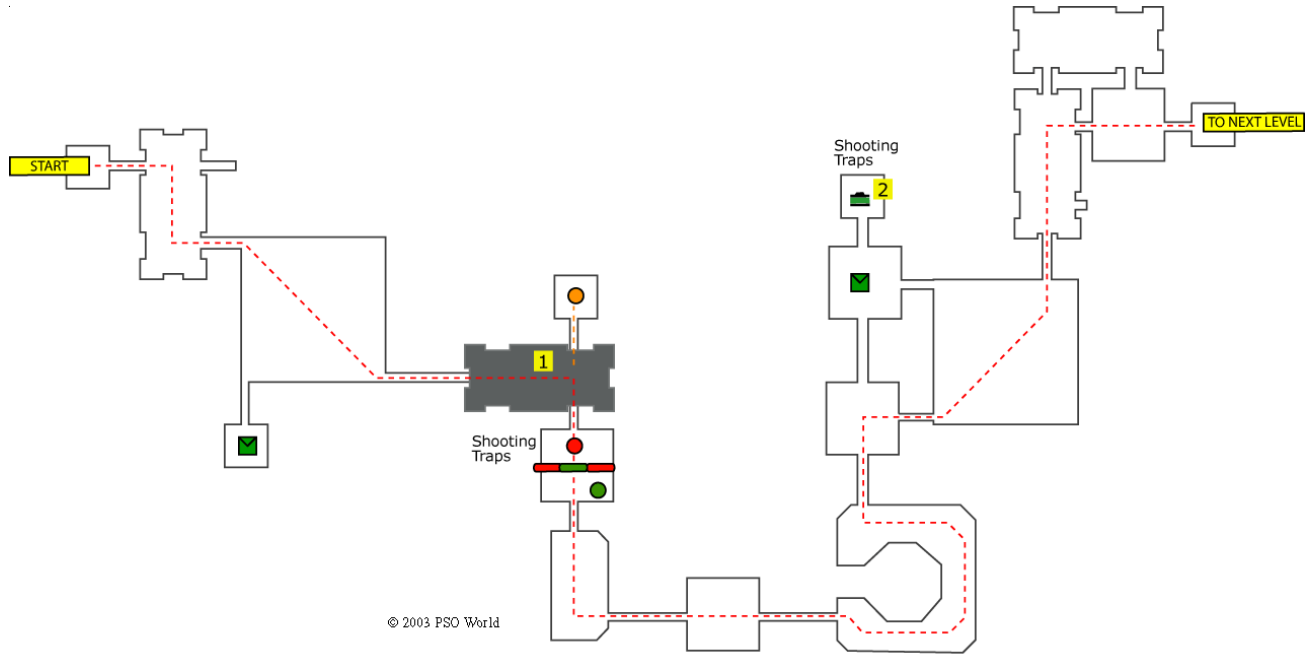 TO NEXT LEVEL
Shooting
Traps
START
2
1
Shooting
Traps
© 2003 PSO World